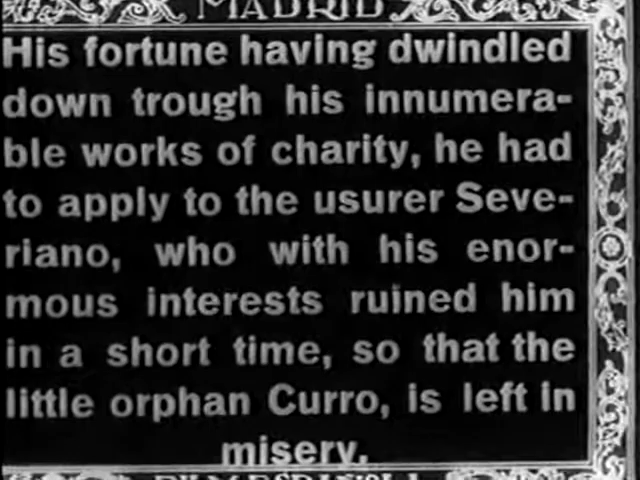 MADRID
His fortune having dwindled
down trough his innumera-
ble works of charity, he had
to apply to the usurer Seve-
riano, who with his enor-
mous interests ruined him
in a short time, so that the
little orphan Curro, is left in
misery.